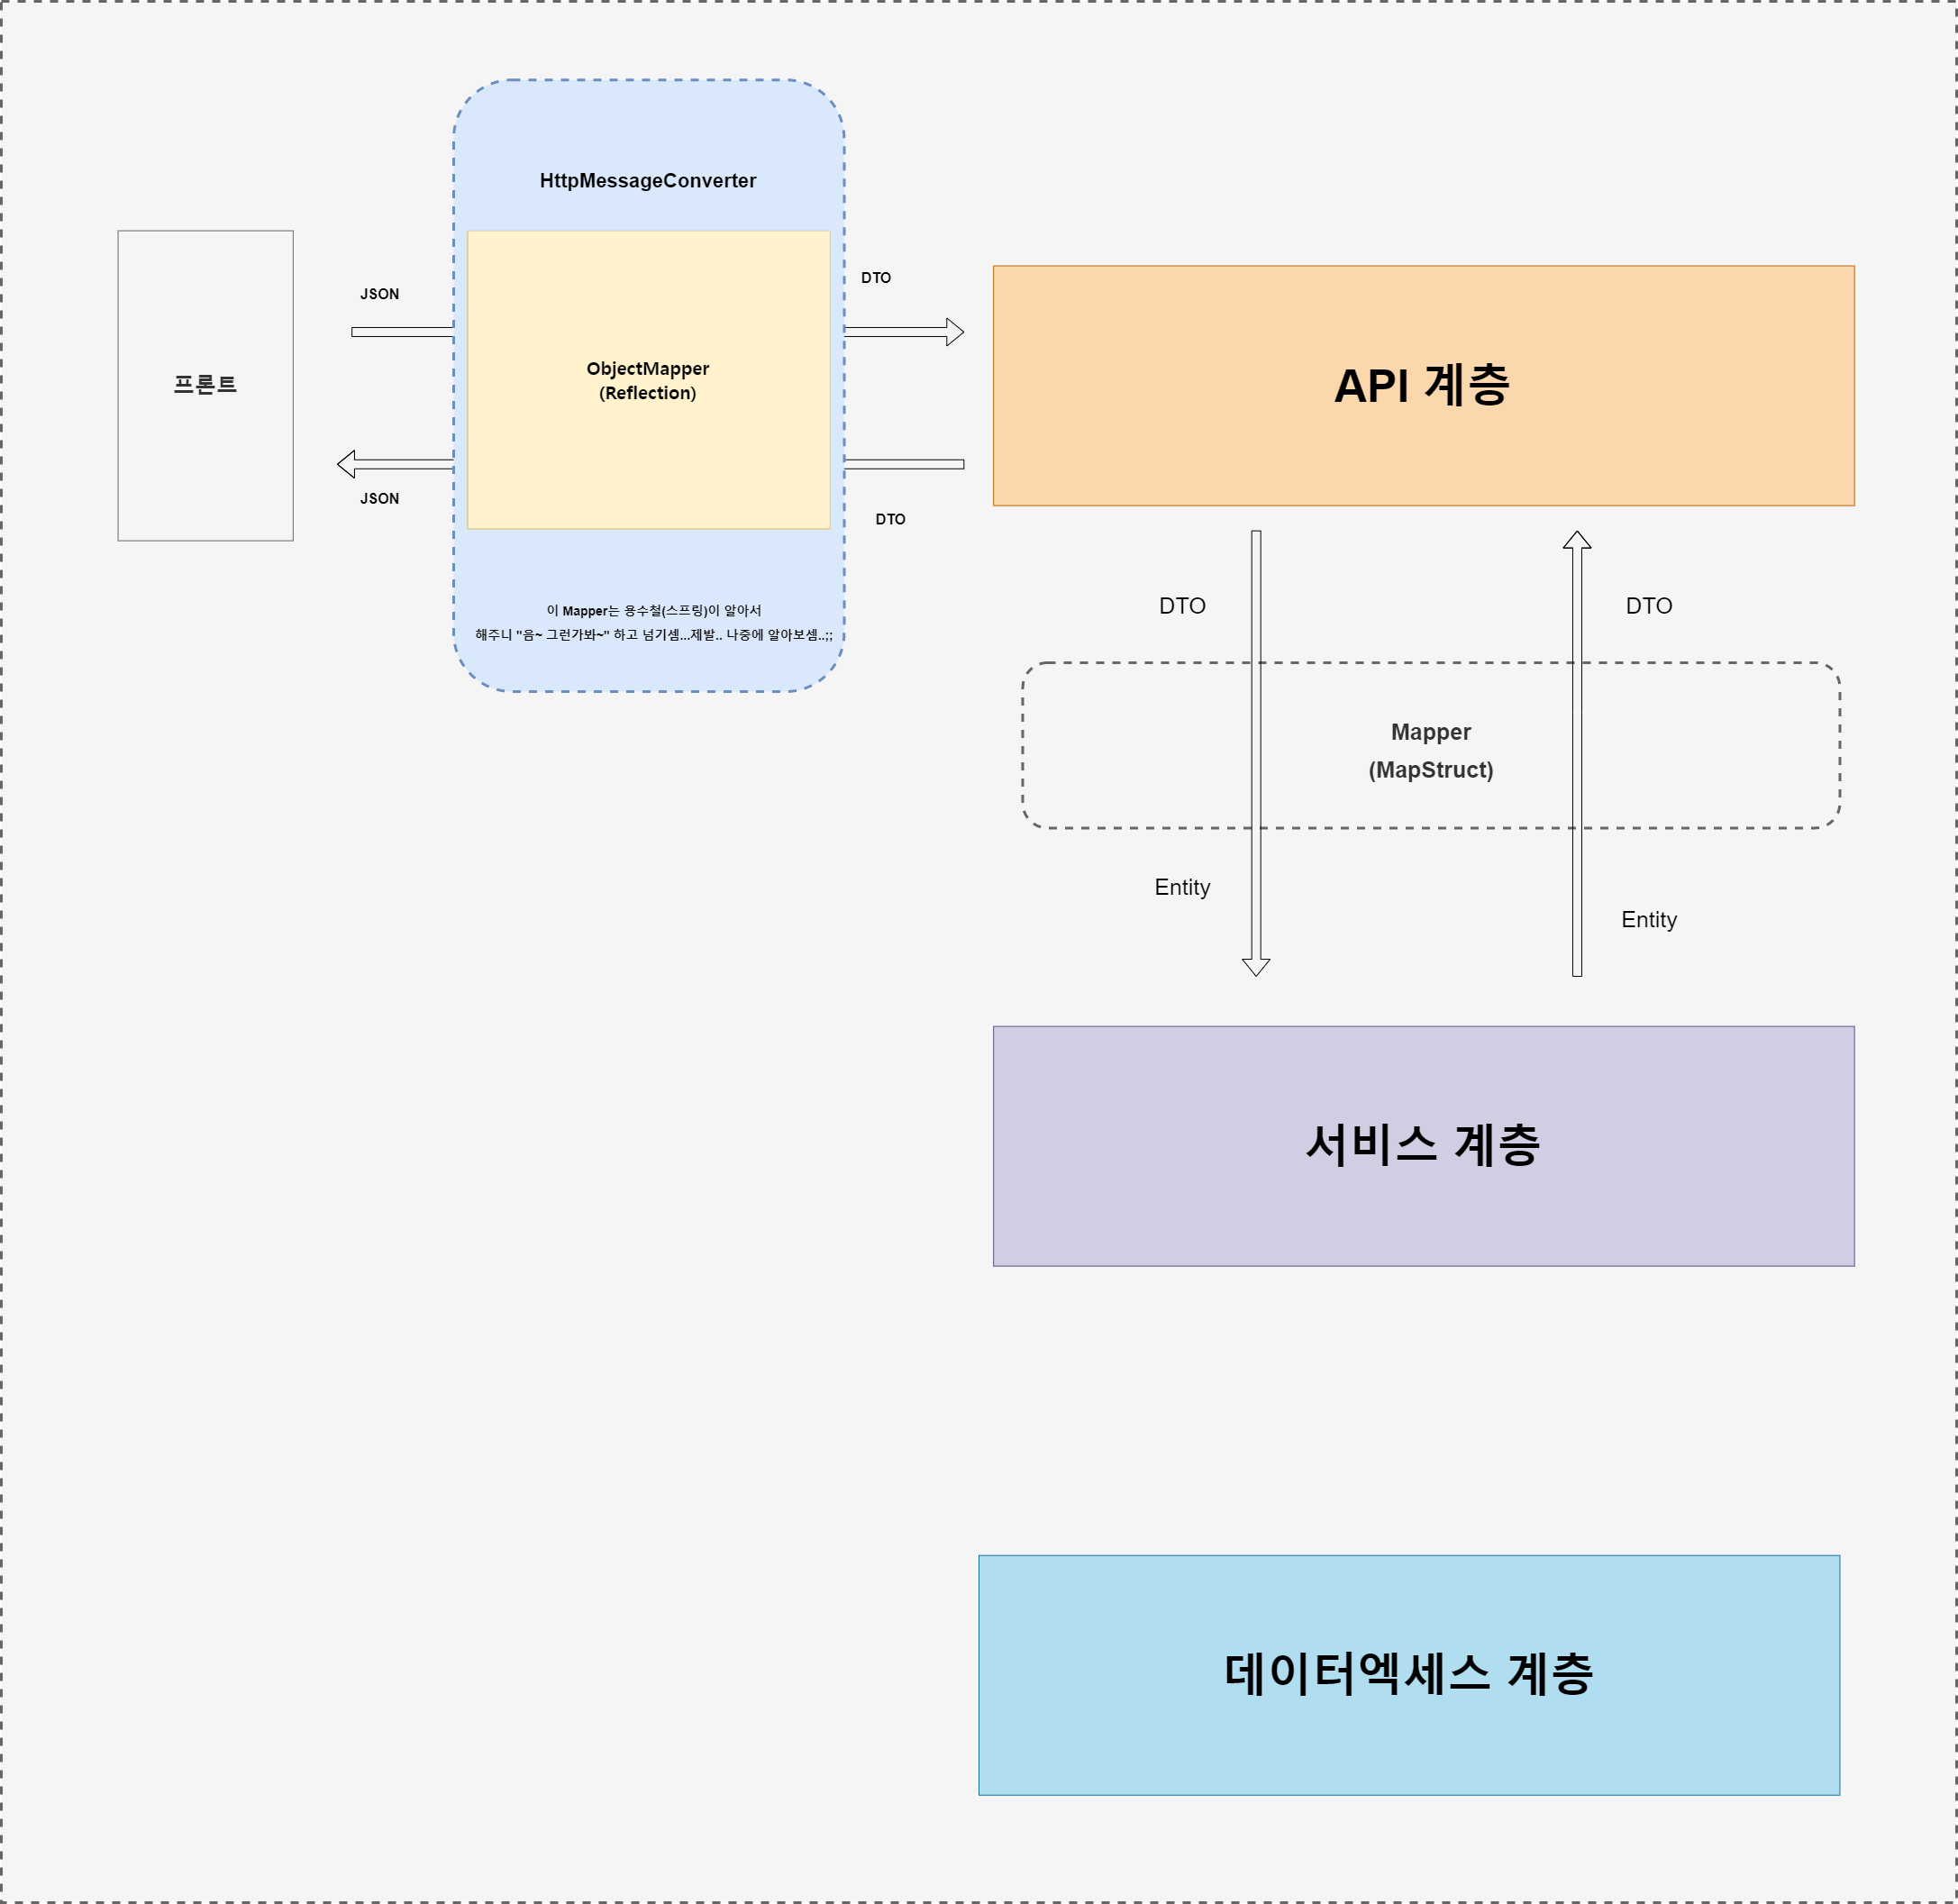 HttpMessageConverter
프론트
JSON
DTO
ObjectMapper
(Reflection)
API 계층
JSON
DTO
이 Mapper는 용수철(스프링)이 알아서
해주니 "음~ 그런가봐~" 하고 넘기셈...제발.. 나중에 알아보셈..;;
DTO
DTO
Mapper
(MapStruct)
Entity
Entity
서비스 계층
데이터엑세스 계층